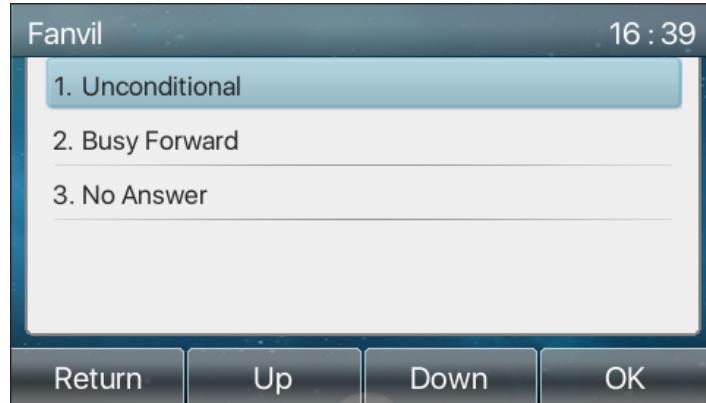 Fanvil 16 : 39
1. Unconditional
2. Busy Forward
3. No Answer
Return Up Down OK